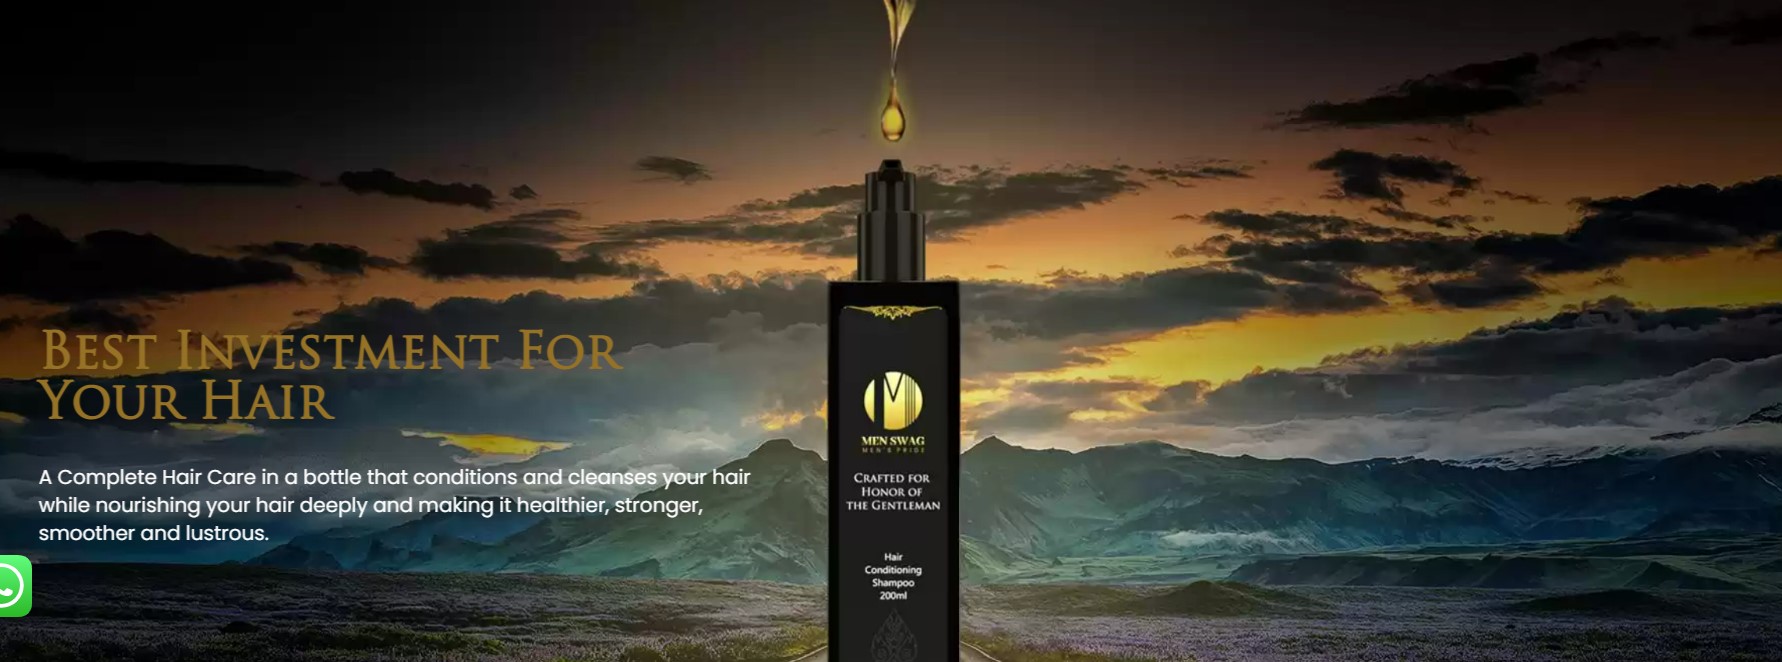 Best Investment For
Your Hair
A Complete Hair Care in a bottle that conditions and cleanses your hair
while nourishing your hair deeply and making it healthier, stronger,
smoother and lustrous.
MEN SWAG
MEN'S PRIDE
Crafted for
Honor of
the Gentleman
Hair
Conditioning
Shampoo
200ml